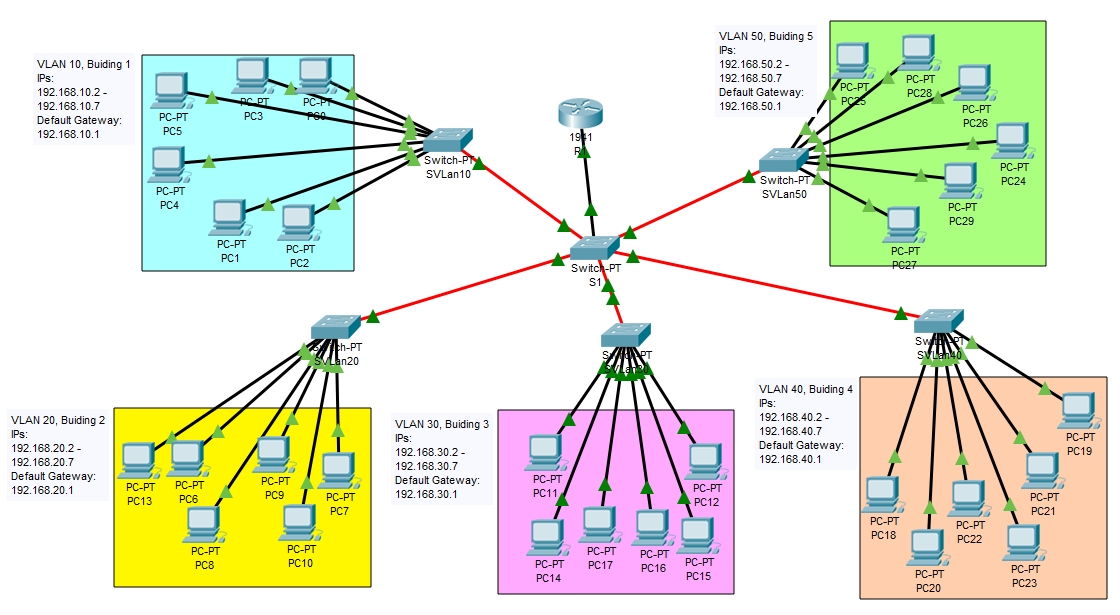 VLAN 10, Buiding 1
IPs:
192.168.10.2 -
192.168.10.7
Default Gateway:
192.168.10.1
PC-PT
PC5
PC-PT
PC3
PC-PT
PC0
PC-PT
PC4
PC-PT
PC1
PC-PT
PC2
Switch-PT
SVLan10
1941
VLAN 50, Buiding 5
IPs:
192.168.50.2 -
192.168.50.7
Default Gateway:
192.168.50.1
PC-PT
PC25
PC-PT
PC28
PC-PT
PC26
PC-PT
PC24
PC-PT
PC29
PC-PT
PC27
Switch-PT
SVLan50
Switch-PT
S1
Switch-PT
SVLan20
Switch-PT
SVLan30
Switch-PT
SVLan40
VLAN 20, Buiding 2
IPs:
192.168.20.2 -
192.168.20.7
Default Gateway:
192.168.20.1
PC-PT
PC13
PC-PT
PC6
PC-PT
PC9
PC-PT
PC7
PC-PT
PC8
PC-PT
PC10
VLAN 30, Buiding 3
IPs:
192.168.30.2 -
192.168.30.7
Default Gateway:
192.168.30.1
PC-PT
PC11
PC-PT
PC12
PC-PT
PC14
PC-PT
PC17
PC-PT
PC16
PC-PT
PC15
VLAN 40, Buiding 4
IPs:
192.168.40.2 -
192.168.40.7
Default Gateway:
192.168.40.1
PC-PT
PC19
PC-PT
PC21
PC-PT
PC18
PC-PT
PC22
PC-PT
PC20
PC-PT
PC23